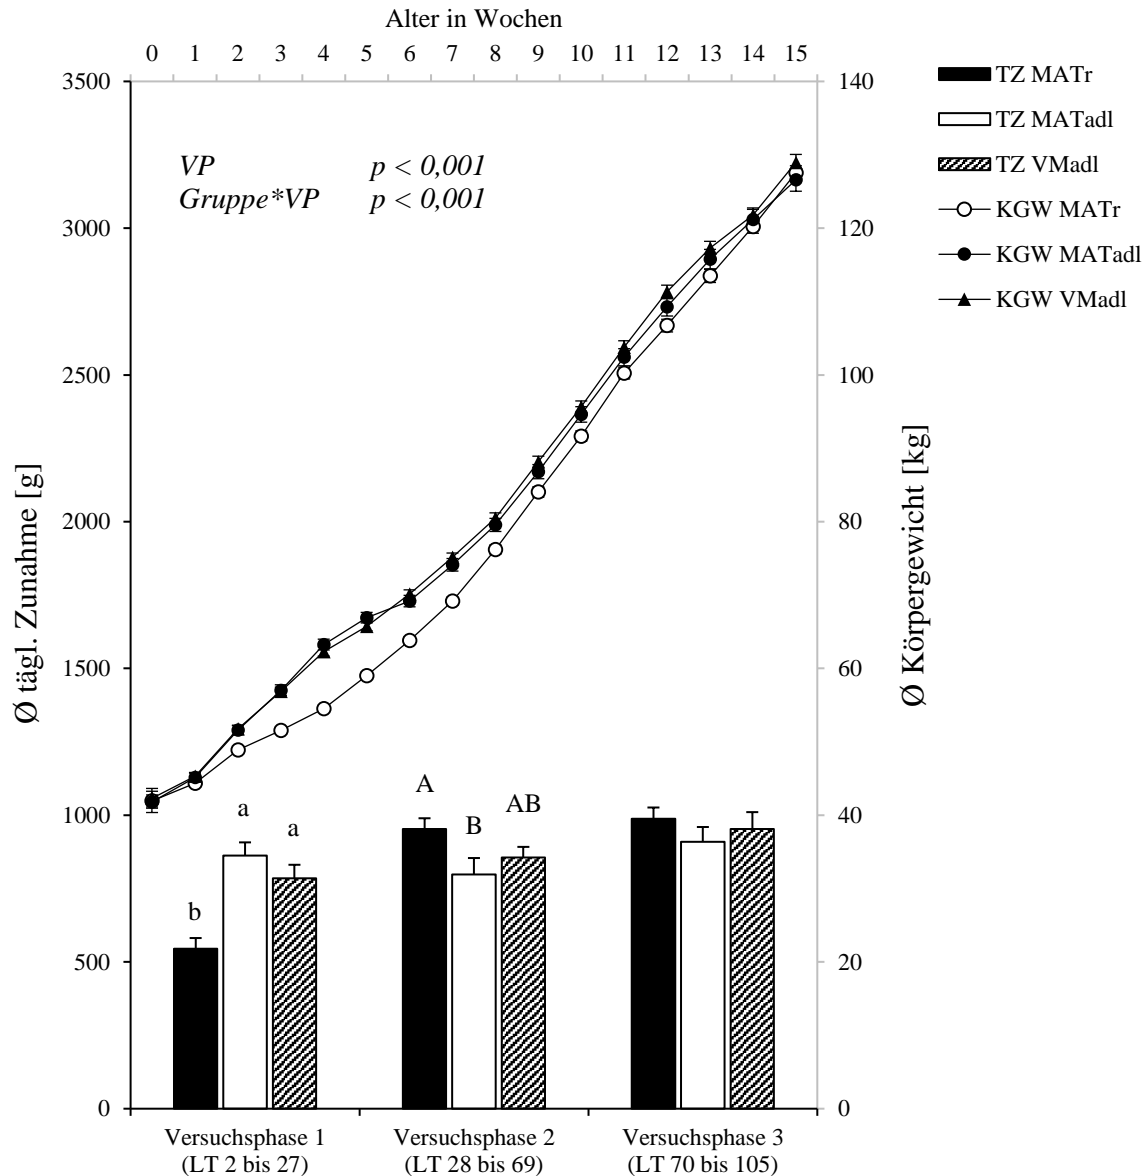 Alter in Wochen
0 1 2 3 4 5 6 7 8 9 10 11 12 13 14 15
3500
3000
2500
2000
1500
1000
500
0
Ø tägl. Zunahme [g]
VP p < 0,001
Gruppe*VP p < 0,001
b
a
a
A
B
AB
140
120
100
80
60
40
20
0
Ø Körpergewicht [kg]
TZ MATr
TZ MATadl
TZ VMadl
KGW MATr
KGW MATadl
KGW VMadl
Versuchsphase 1
(LT 2 bis 27)
Versuchsphase 2
(LT 28 bis 69)
Versuchsphase 3
(LT 70 bis 105)